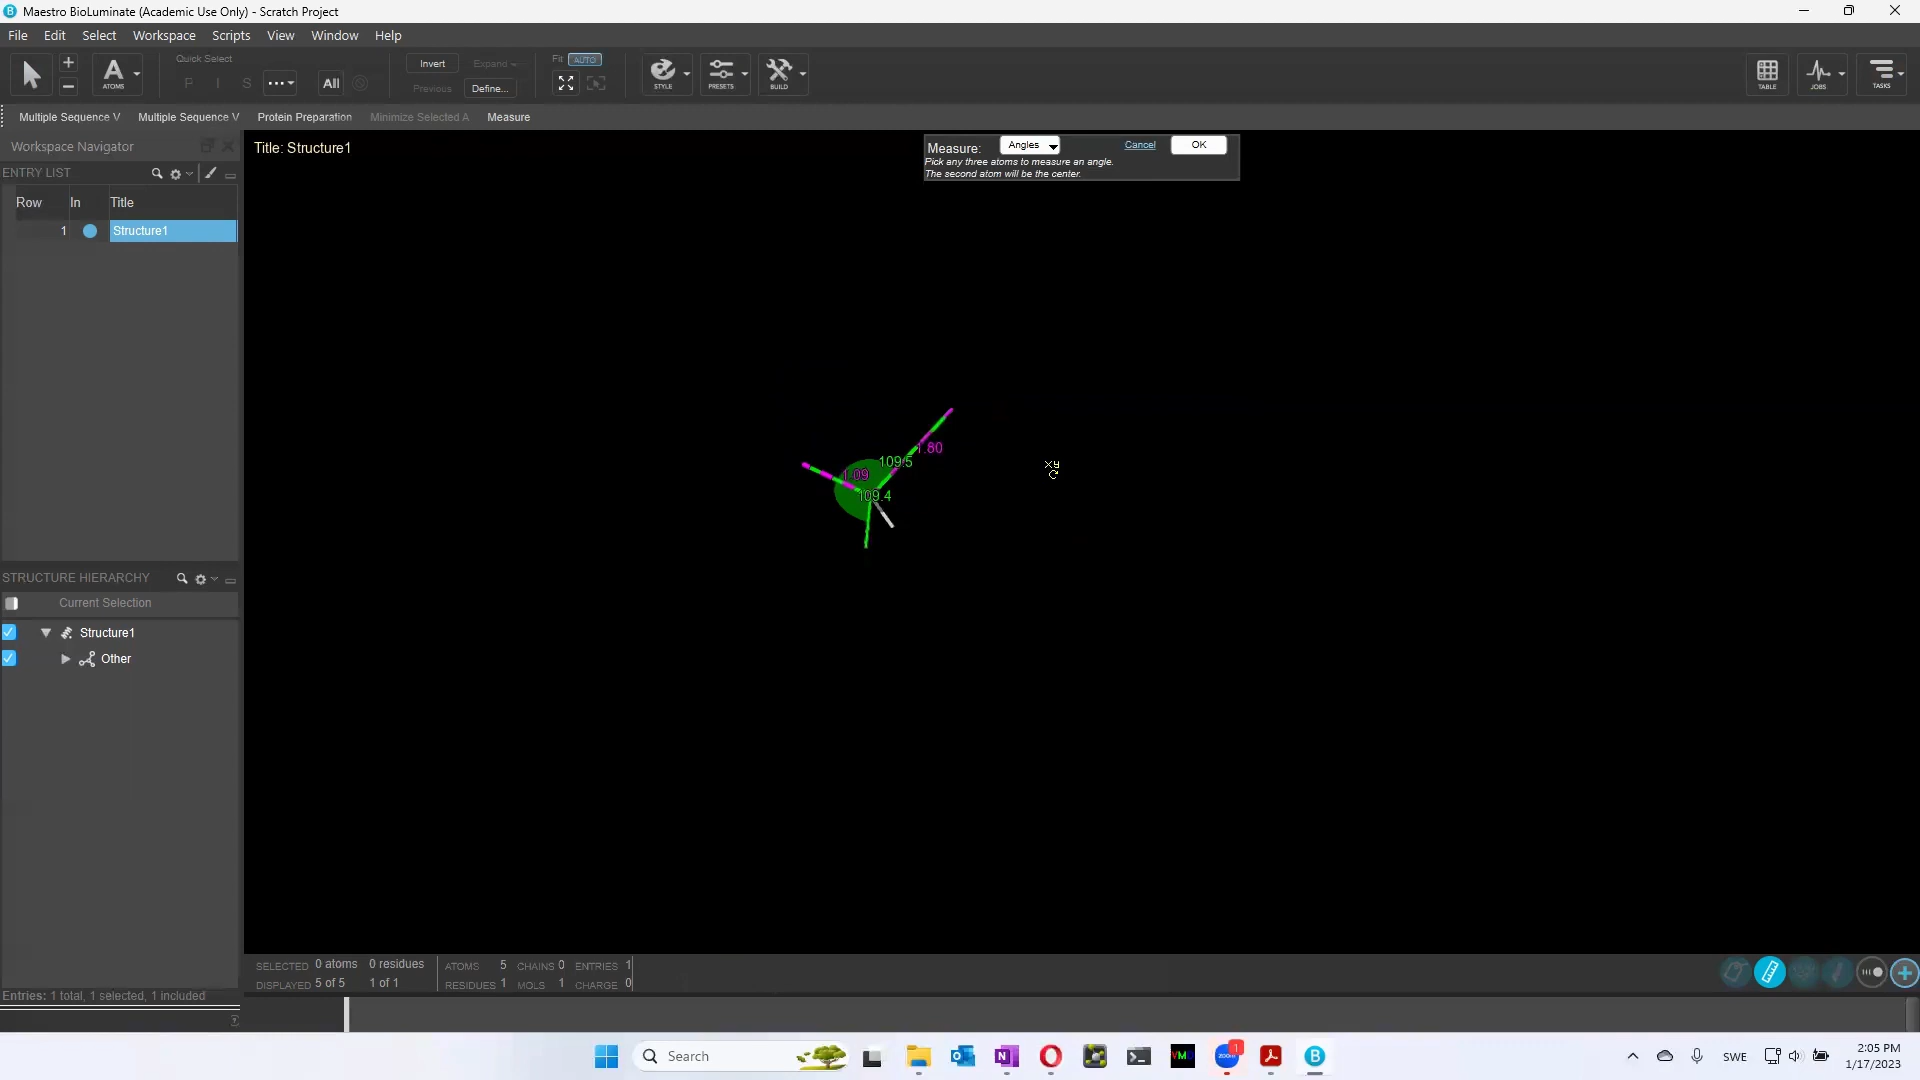 Maestro BioLuminate (Academic Use Only) - Scratch Project
File Edit Select Workspace Scripts View Window Help
A
ATOMS
Quick Select
P I S ...
All
Invert Expand
Previous Define...
Fit AUTO
STYLE
PRESETS
BUILD
TABLE
JOBS
TASKS
Multiple Sequence V Multiple Sequence V Protein Preparation Minimize Selected A Measure
Workspace Navigator
ENTRY LIST
Row In Title
1 Structure1
Title: Structure1
Measure: Angles Cancel OK
Pick any three atoms to measure an angle.
The second atom will be the center.
1.80
109.5
1.09
109.4
xy
STRUCTURE HIERARCHY
Current Selection
Structure1
Other
Entries: 1 total, 1 selected, 1 included
SELECTED 0 atoms 0 residues ATOMS 5 CHAINS 0 ENTRIES 1
DISPLAYED 5 of 5 1 of 1 RESIDUES 1 MOLS 1 CHARGE 0
Search
zoom
1
SWE
2:05 PM
1/17/2023